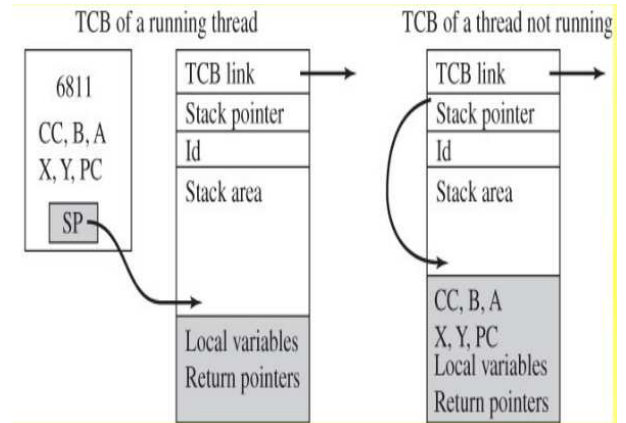 TCB of a running thread
6811
CC, B, A
X, Y, PC
SP
TCB link
Stack pointer
Id
Stack area
Local variables
Return pointers
TCB of a thread not running
TCB link
Stack pointer
Id
Stack area
CC, B, A
X, Y, PC
Local variables
Return pointers